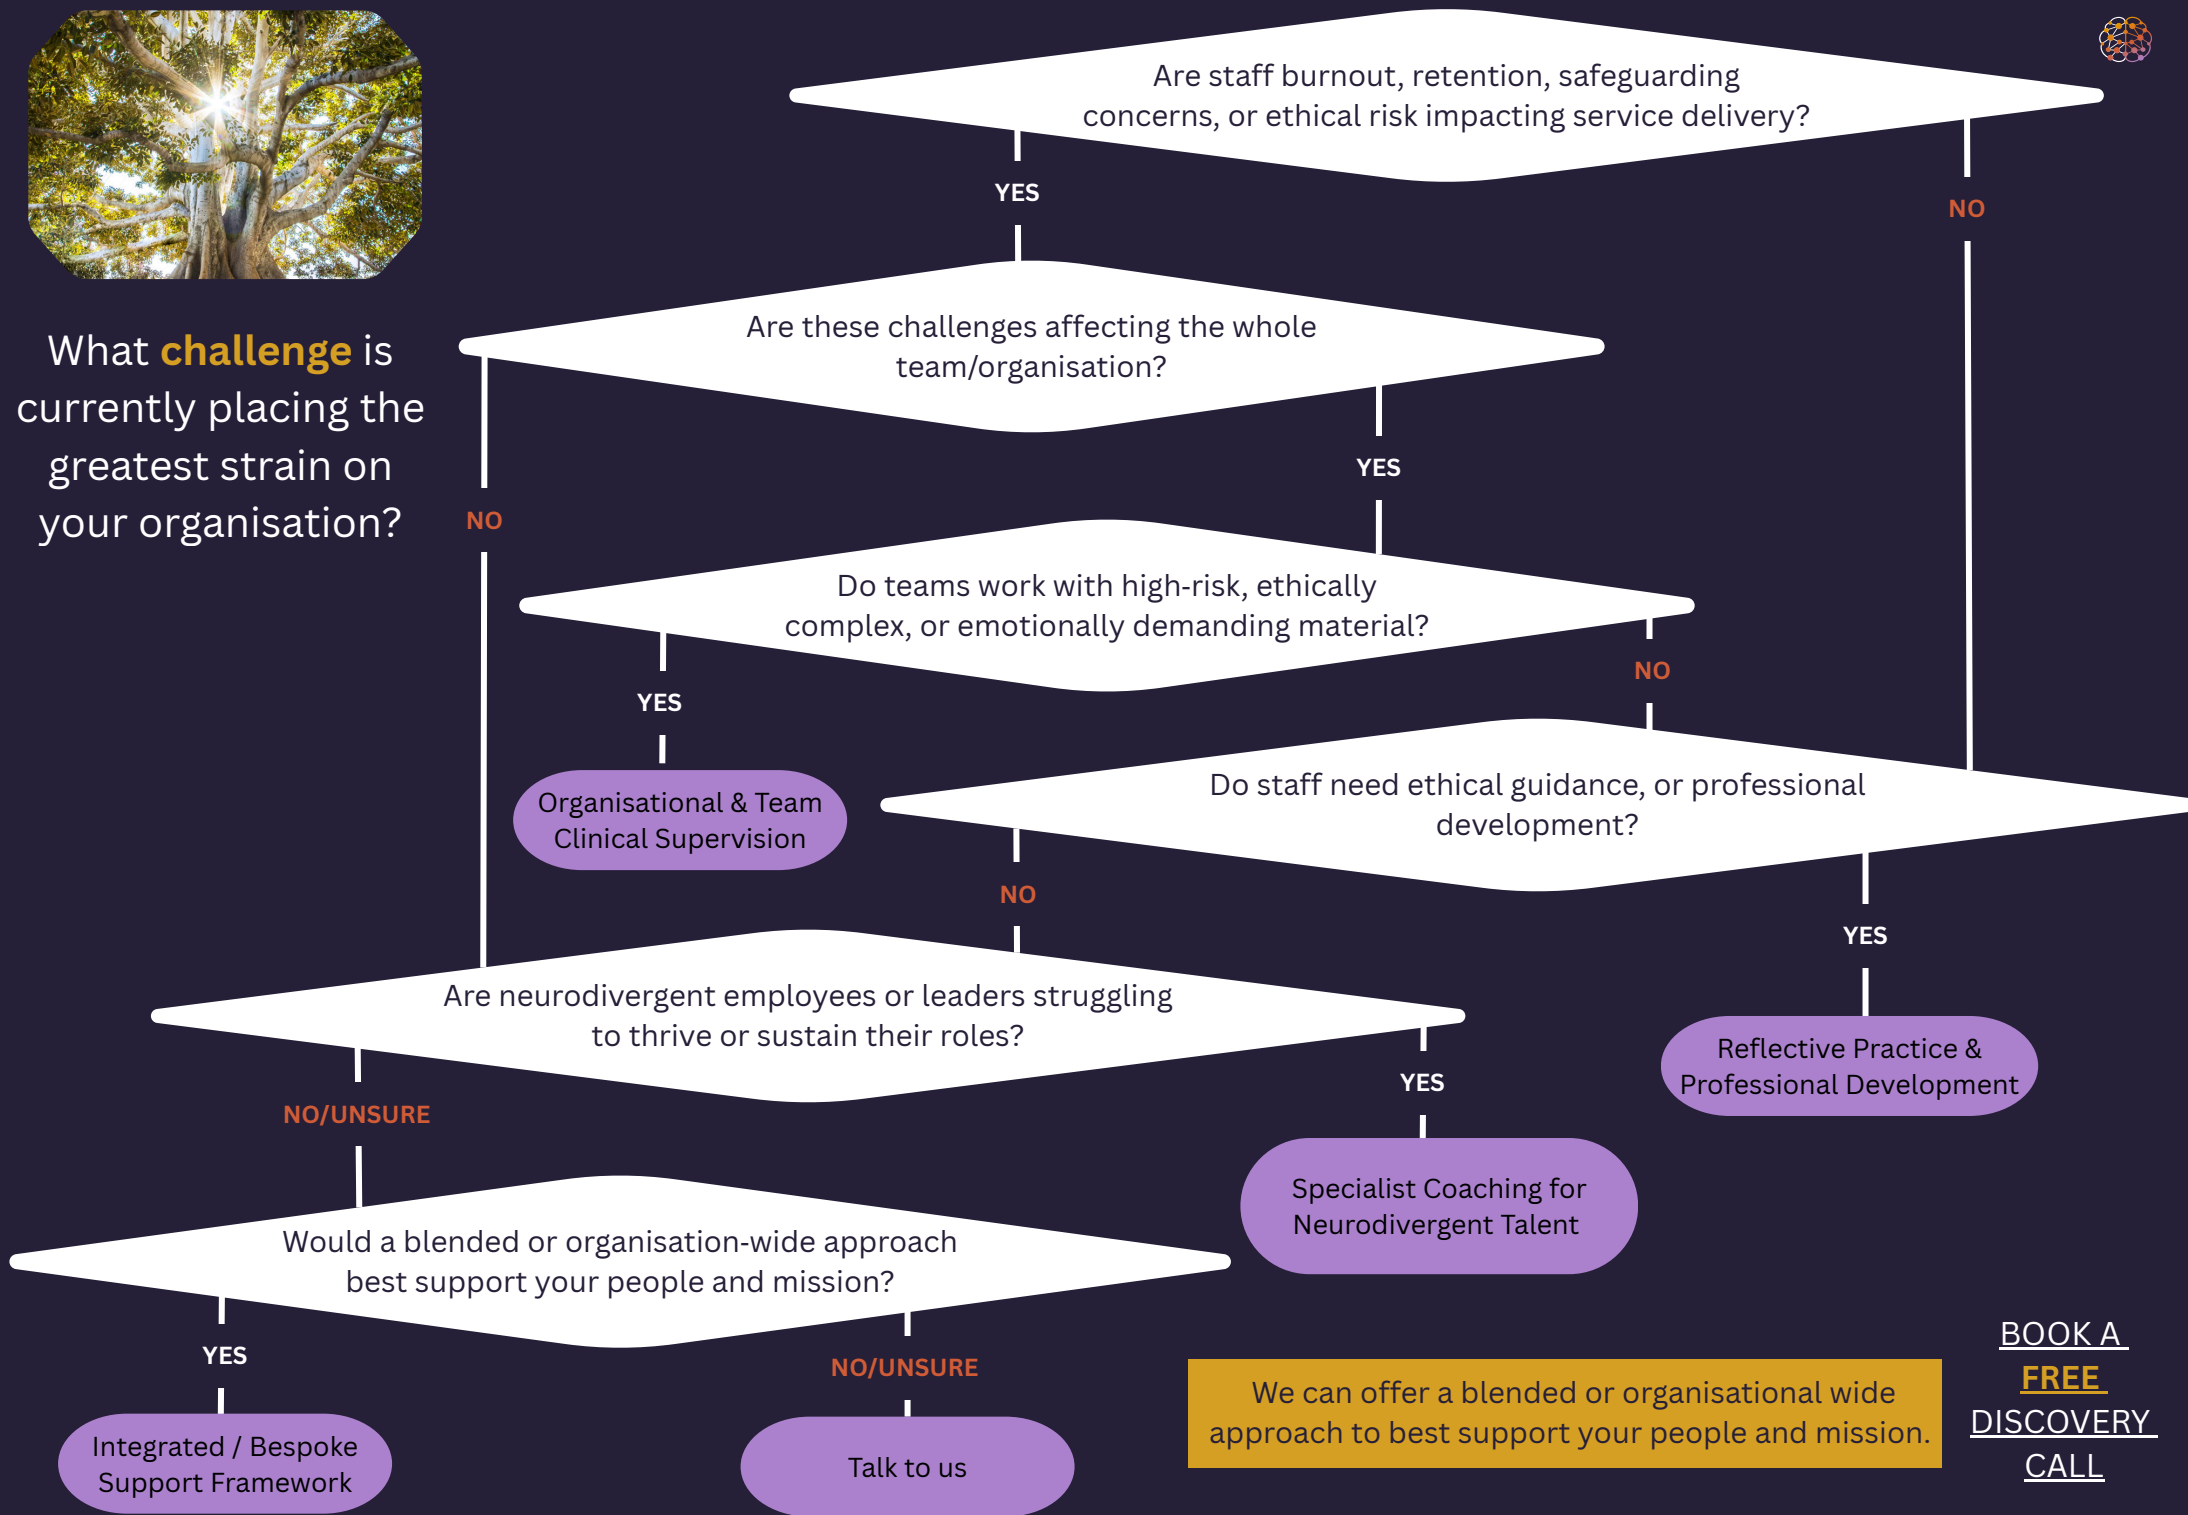 What challenge is
currently placing the
greatest strain on
your organisation?
Are staff burnout, retention, safeguarding
concerns, or ethical risk impacting service delivery?
YES
NO
Are these challenges affecting the whole
team/organisation?
YES
NO
Do teams work with high-risk, ethically
complex, or emotionally demanding material?
YES
NO
Organisational & Team
Clinical Supervision
Do staff need ethical guidance, or professional
development?
NO
YES
Reflective Practice &
Professional Development
Are neurodivergent employees or leaders struggling
to thrive or sustain their roles?
NO/UNSURE
YES
Specialist Coaching for
Neurodivergent Talent
Would a blended or organisation-wide approach
best support your people and mission?
YES
NO/UNSURE
Integrated / Bespoke
Support Framework
Talk to us
We can offer a blended or organisational wide
approach to best support your people and mission.
BOOK A
FREE
DISCOVERY
CALL